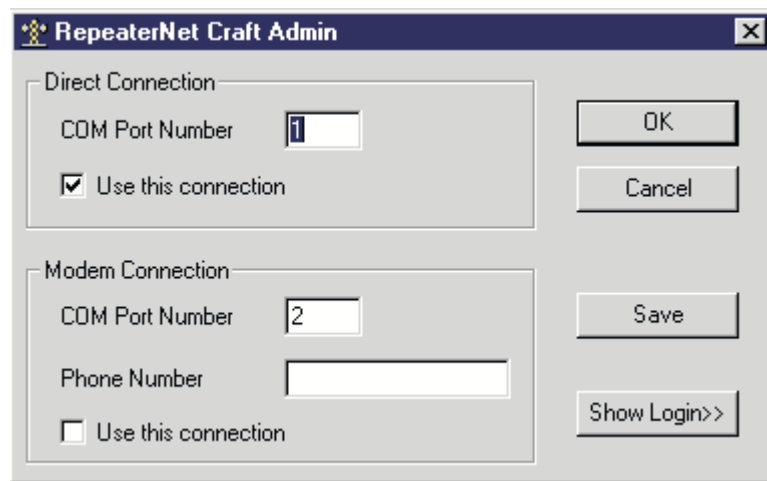 RepeaterNet Craft Admin
Direct Connection
COM Port Number 1
Use this connection
OK
Cancel
Modem Connection
COM Port Number 2
Phone Number
Use this connection
Save
Show Login>>